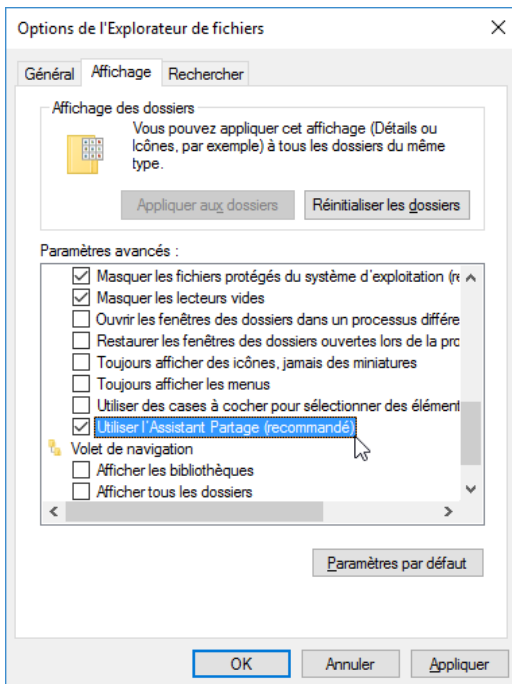 Options de l'Explorateur de fichiers
Général Affichage Rechercher
Affichage des dossiers
Vous pouvez appliquer cet affichage (Détails ou
Icônes, par exemple) à tous les dossiers du même
type.
Appliquer aux dossiers Réinitialiser les dossiers
Paramètres avancés :
Masquer les fichiers protégés du système d'exploitation (re
Masquer les lecteurs vides
Ouvrir les fenêtres des dossiers dans un processus différe
Restaurer les fenêtres des dossiers ouvertes lors de la pro
Toujours afficher des icônes, jamais des miniatures
Toujours afficher les menus
Utiliser des cases à cocher pour sélectionner des élément
Utiliser l'Assistant Partage (recommandé)
Volet de navigation
Afficher les bibliothèques
Afficher tous les dossiers
Paramètres par défaut
OK Annuler Appliquer